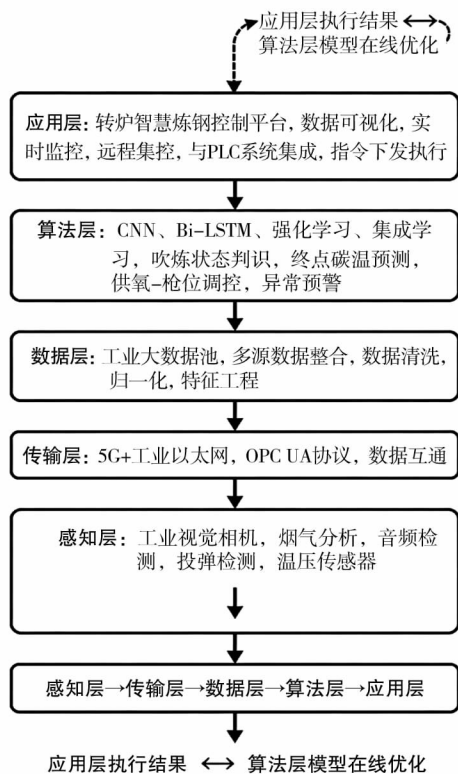 应用层执行结果 ↔
算法层模型在线优化
应用层：转炉智慧炼钢控制平台，数据可视化，实
时监控，远程集控，与PLC系统集成，指令下发执行
算法层：CNN、Bi-LSTM、强化学习、集成学
习，吹炼状态判识，终点碳温预测，
供氧-枪位调控，异常预警
数据层：工业大数据池，多源数据整合，数据清洗，
归一化，特征工程
传输层：5G+工业以太网，OPC UA协议，数据互通
感知层：工业视觉相机，烟气分析，音频检
测，投弹检测，温压传感器
感知层→传输层→数据层→算法层→应用层
应用层执行结果 ↔ 算法层模型在线优化